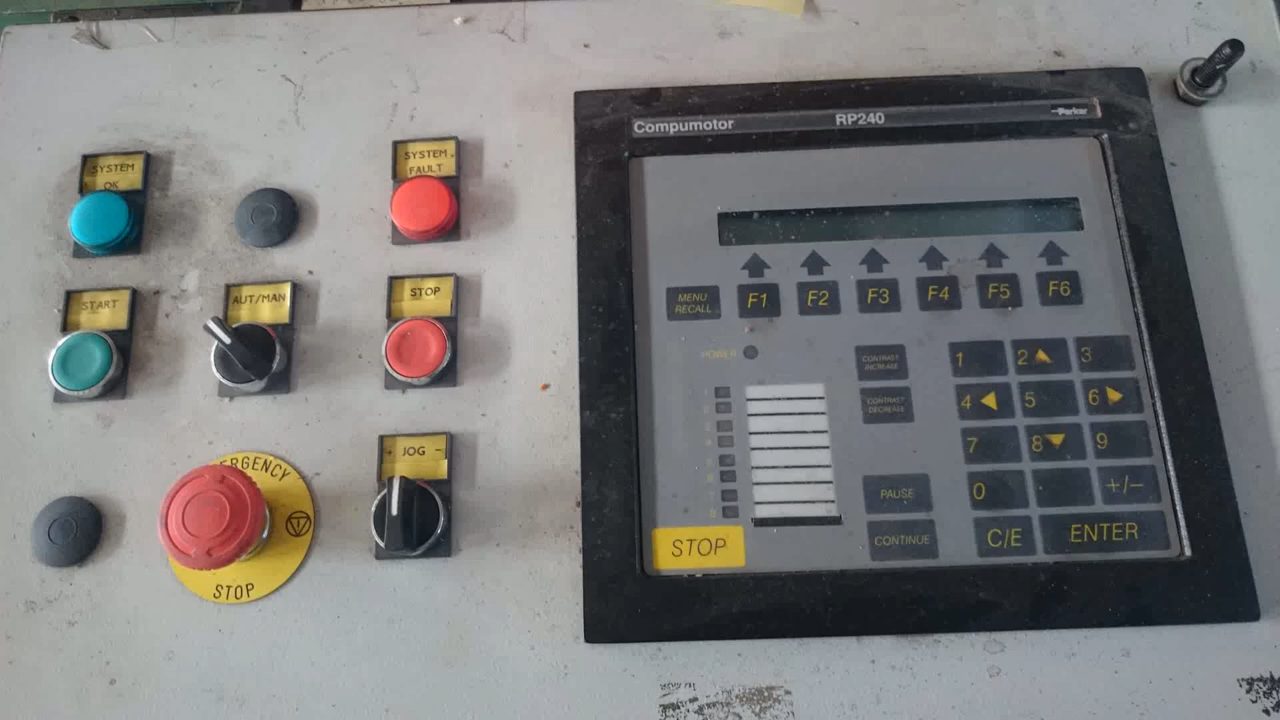 SYSTEM
OK
SYSTEM
FAULT
START
AUT/MAN
STOP
+ JOG -
STOP
Compumotor RP240 Parker
MENU
RECALL
F1 F2 F3 F4 F5 F6
POWER
CONTRAST
INCREASE
CONTRAST
DECREASE
1 2 3
4 5 6
7 8 9
0 +/-
PAUSE
CONTINUE
C/E ENTER
STOP